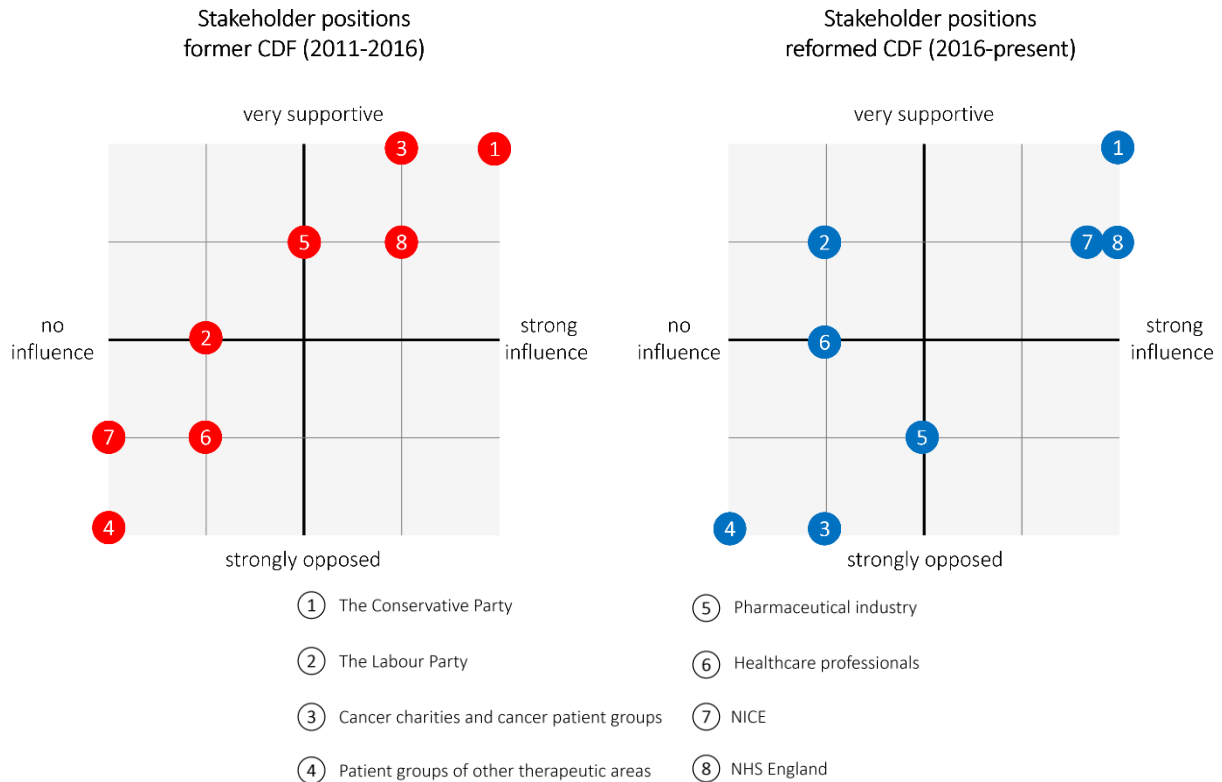 Stakeholder positions
former CDF (2011-2016)
very supportive
3
1
5
8
no
influence
2
strong
influence
7
6
4
strongly opposed
Stakeholder positions
reformed CDF (2016-present)
very supportive
1
2
7
8
no
influence
6
strong
influence
5
4
3
strongly opposed
1 The Conservative Party
2 The Labour Party
3 Cancer charities and cancer patient groups
4 Patient groups of other therapeutic areas
5 Pharmaceutical industry
6 Healthcare professionals
7 NICE
8 NHS England